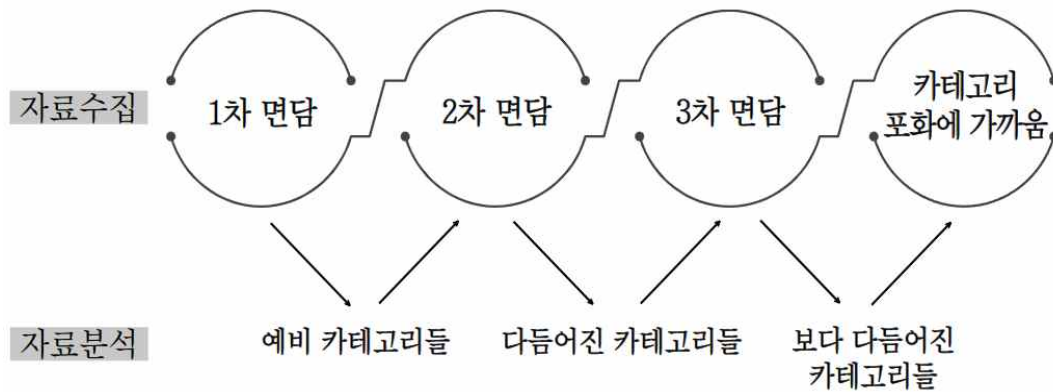 자료수집
1차 면담
2차 면담
3차 면담
카테고리
포화에 가까움
자료분석
예비 카테고리들
다듬어진 카테고리들
보다 다듬어진
카테고리들